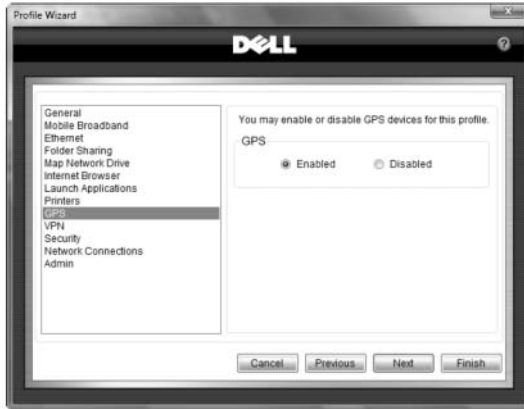 Profile Wizard
DELL
General
Mobile Broadband
Ethernet
Folder Sharing
Map Network Drive
Internet Browser
Launch Applications
Printers
GPS
VPN
Security
Network Connections
Admin
You may enable or disable GPS devices for this profile.
GPS
Enabled
Disabled
Cancel
Previous
Next
Finish